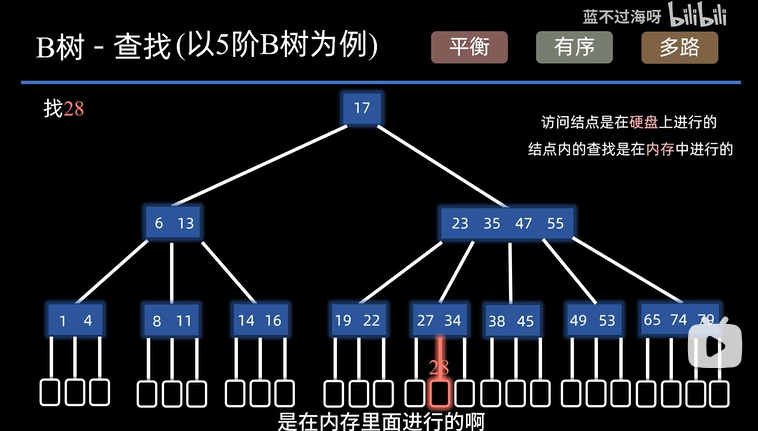 蓝不过海呀 bilibili
B树 - 查找(以5阶B树为例)
平衡 有序 多路
找28
17
访问结点是在硬盘上进行的
结点内的查找是在内存中进行的
6 13
23 35 47 55
1 4
8 11
14 16
19 22
27 34
38 45
49 53
65 74 79
28
是在内存里面进行的啊